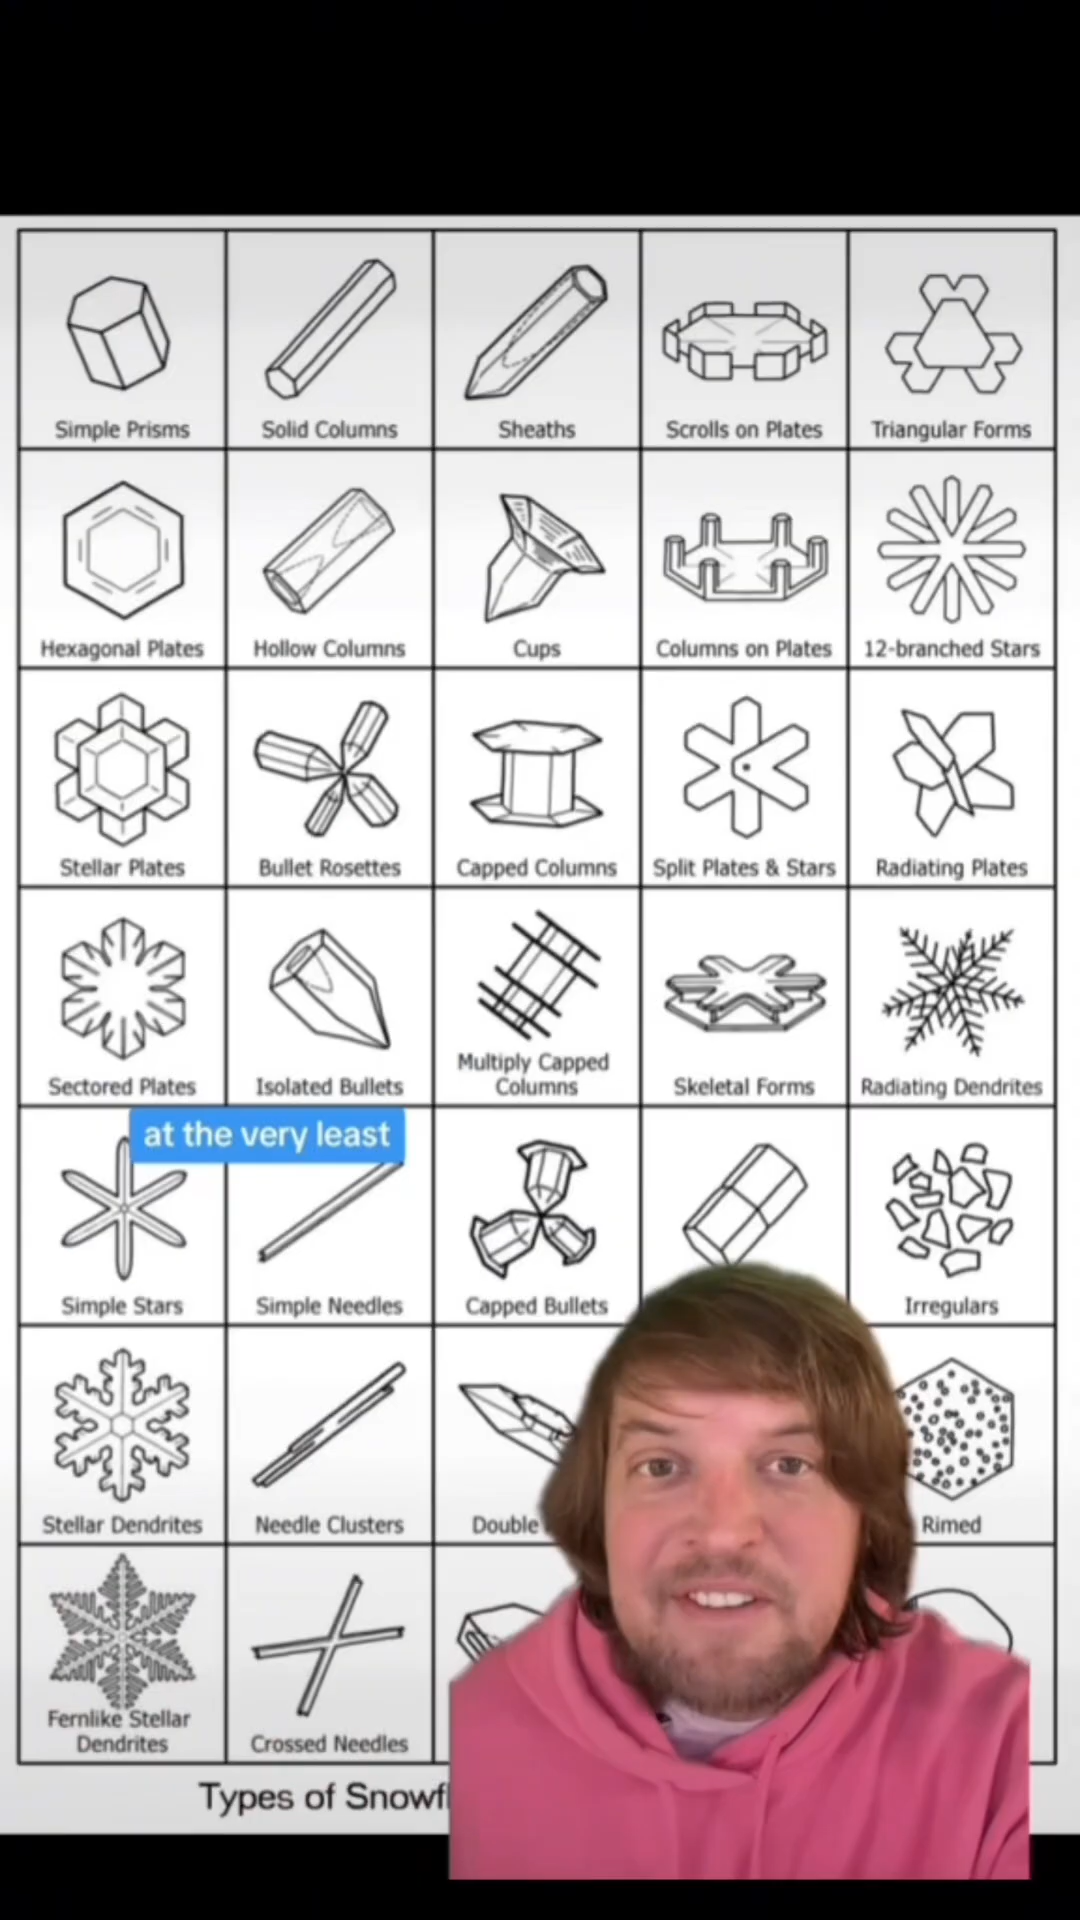 Simple Prisms
Solid Columns
Sheaths
Scrolls on Plates
Triangular Forms
Hexagonal Plates
Hollow Columns
Cups
Columns on Plates
12-branched Stars
Stellar Plates
Bullet Rosettes
Capped Columns
Split Plates & Stars
Radiating Plates
Sectored Plates
Isolated Bullets
Multiply Capped
Columns
Skeletal Forms
Radiating Dendrites
at the very least
Simple Stars
Simple Needles
Capped Bullets
Irregulars
Stellar Dendrites
Needle Clusters
Double
Rimed
Fernlike Stellar
Dendrites
Crossed Needles
Types of Snowfl